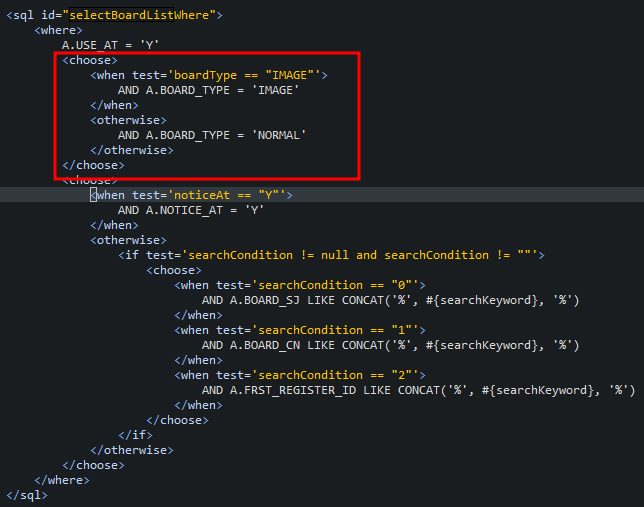 <sql id="selectBoardListWhere">
<where>
A.USE_AT = 'Y'
<choose>
<when test='boardType == "IMAGE"'>
AND A.BOARD_TYPE = 'IMAGE'
</when>
<otherwise>
AND A.BOARD_TYPE = 'NORMAL'
</otherwise>
</choose>
<choose>
<when test='noticeAt == "Y"'>
AND A.NOTICE_AT = 'Y'
</when>
<otherwise>
<if test='searchCondition != null and searchCondition != ""'>
<choose>
<when test='searchCondition == "0"'>
AND A.BOARD_SJ LIKE CONCAT('%', #{searchKeyword}, '%')
</when>
<when test='searchCondition == "1"'>
AND A.BOARD_CN LIKE CONCAT('%', #{searchKeyword}, '%')
</when>
<when test='searchCondition == "2"'>
AND A.FRST_REGISTER_ID LIKE CONCAT('%', #{searchKeyword}, '%')
</when>
</choose>
</if>
</otherwise>
</choose>
</where>
</sql>